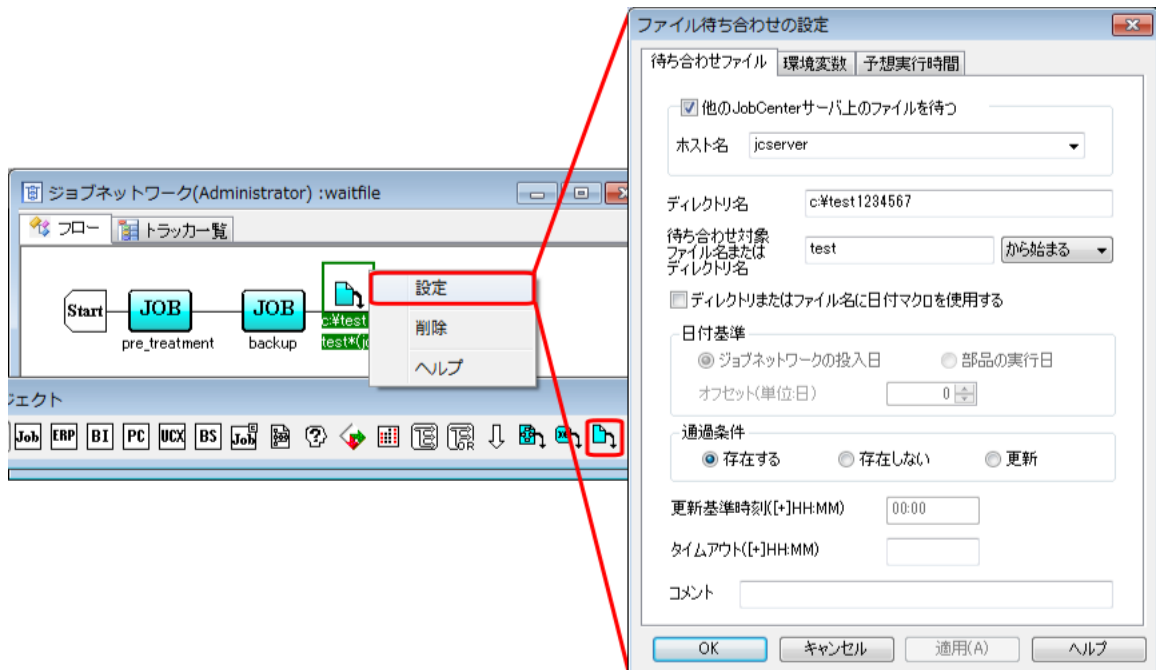 ファイル待ち合わせの設定
待ち合わせファイル 環境変数 予想実行時間
他のJobCenterサーバ上のファイルを待つ
ホスト名 jcserver
ディレクトリ名 c:¥test1234567
待ち合わせ対象
ファイル名または
ディレクトリ名
test から始まる
ディレクトリまたはファイル名に日付マクロを使用する
日付基準
ジョブネットワークの投入日 部品の実行日
オフセット(単位:日) 0
通過条件
存在する 存在しない 更新
更新基準時刻([+]HH:MM) 00:00
タイムアウト([+]HH:MM)
コメント
OK キャンセル 適用(A) ヘルプ
ジョブネットワーク(Administrator) :waitfile
フロー トラッカ一覧
Start JOB JOB
pre_treatment backup
c:¥test
test*(jc
設定
削除
ヘルプ
ジェクト
Job ERP BI PC UCX BS Job OR